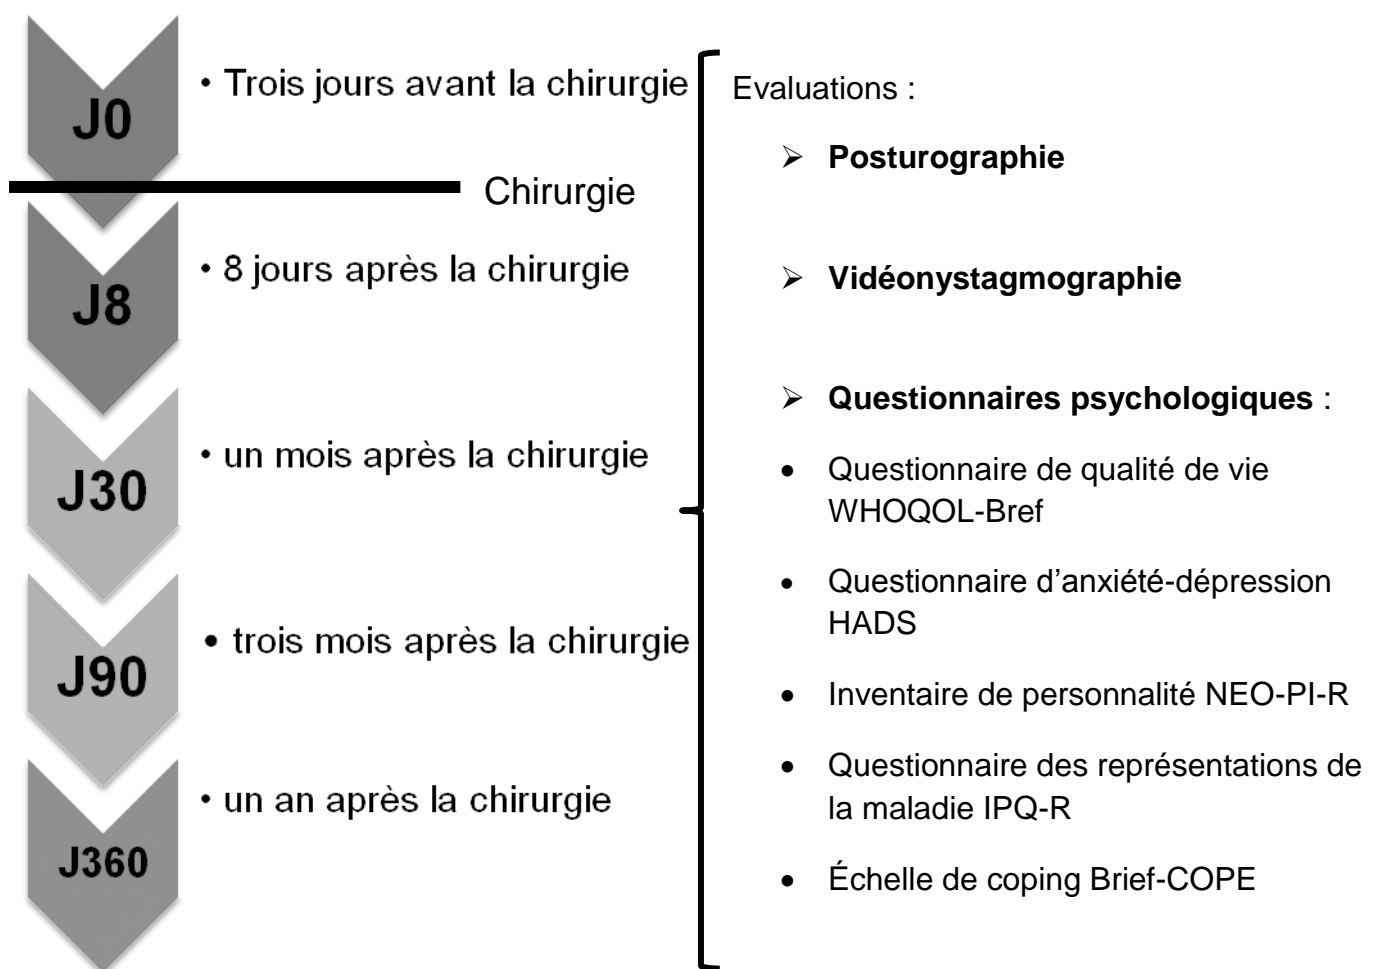 J0
• Trois jours avant la chirurgie
Chirurgie
J8
• 8 jours après la chirurgie
J30
• un mois après la chirurgie
J90
• trois mois après la chirurgie
J360
• un an après la chirurgie
Evaluations :
➢ Posturographie
➢ Vidéonystagmographie
➢ Questionnaires psychologiques :
• Questionnaire de qualité de vie
WHOQOL-Bref
• Questionnaire d’anxiété-dépression
HADS
• Inventaire de personnalité NEO-PI-R
• Questionnaire des représentations de
la maladie IPQ-R
• Échelle de coping Brief-COPE